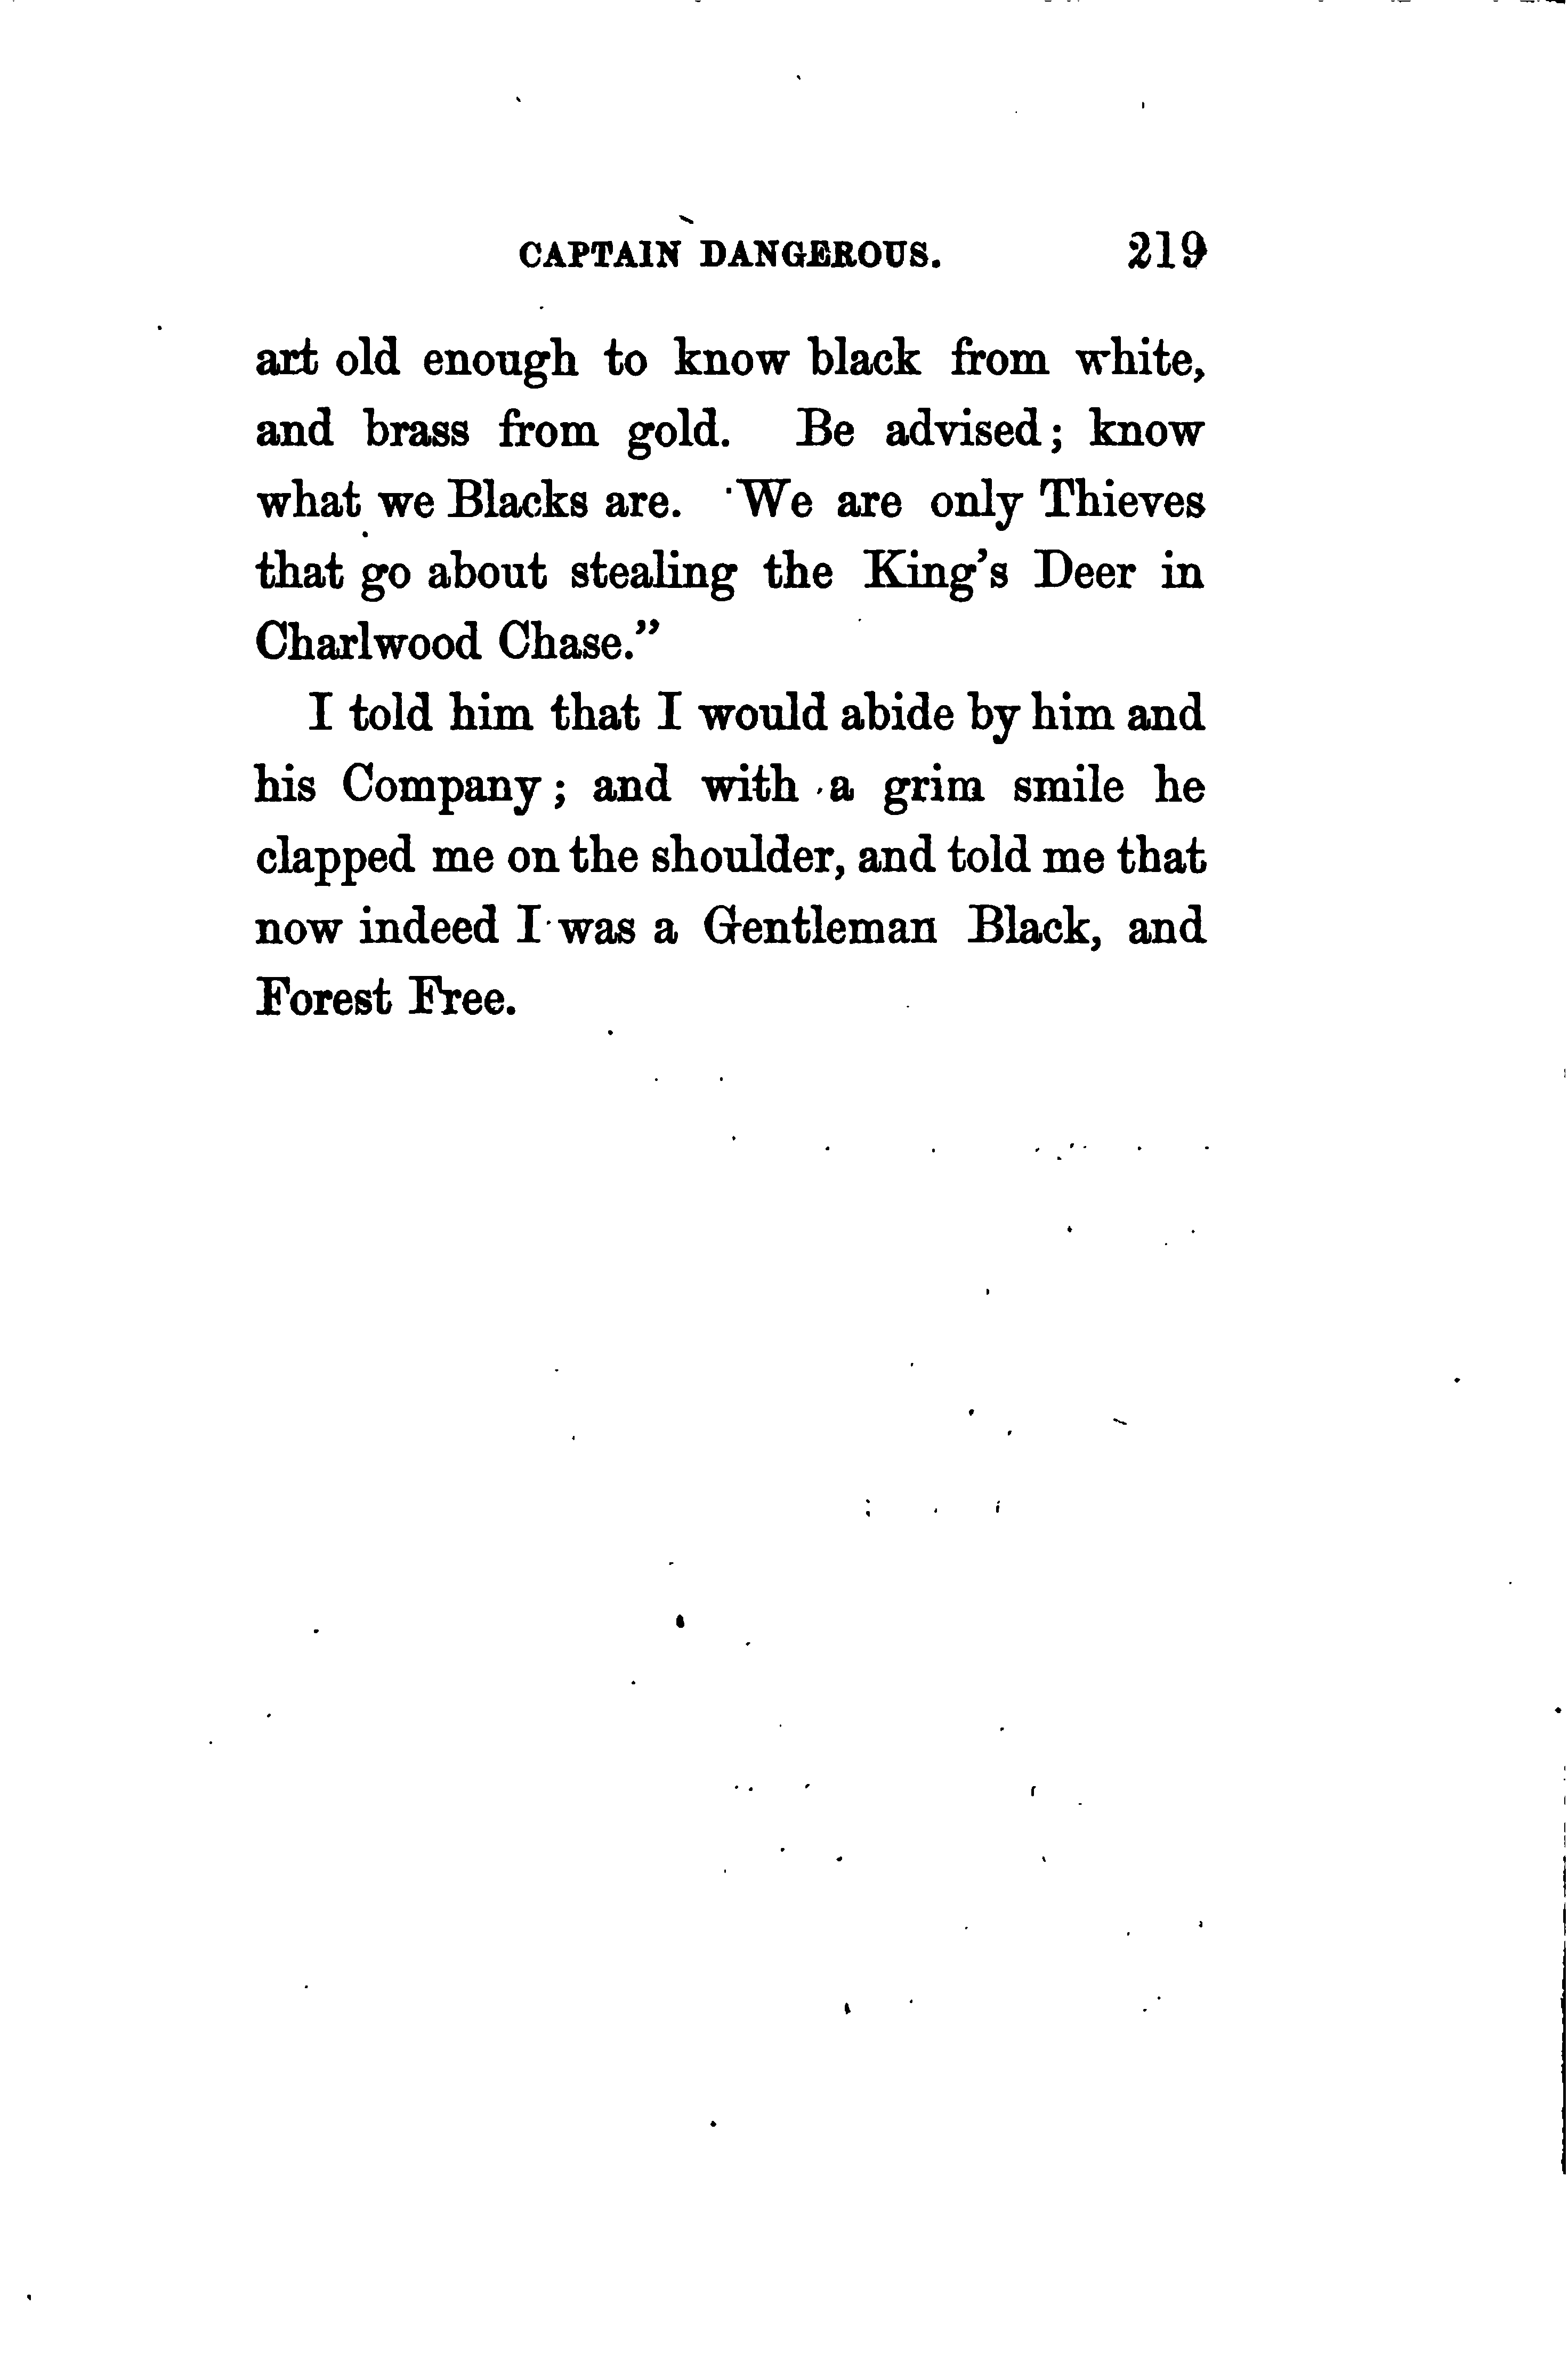 CAPTAIN DANGEROUS. 219
art old enough to know black from white,
and brass from gold. Be advised; know
what we Blacks are. We are only Thieves
that go about stealing the King's Deer in
Charlwood Chase."
I told him that I would abide by him and
his Company; and with a grim smile he
clapped me on the shoulder, and told me that
now indeed I was a Gentleman Black, and
Forest Free.